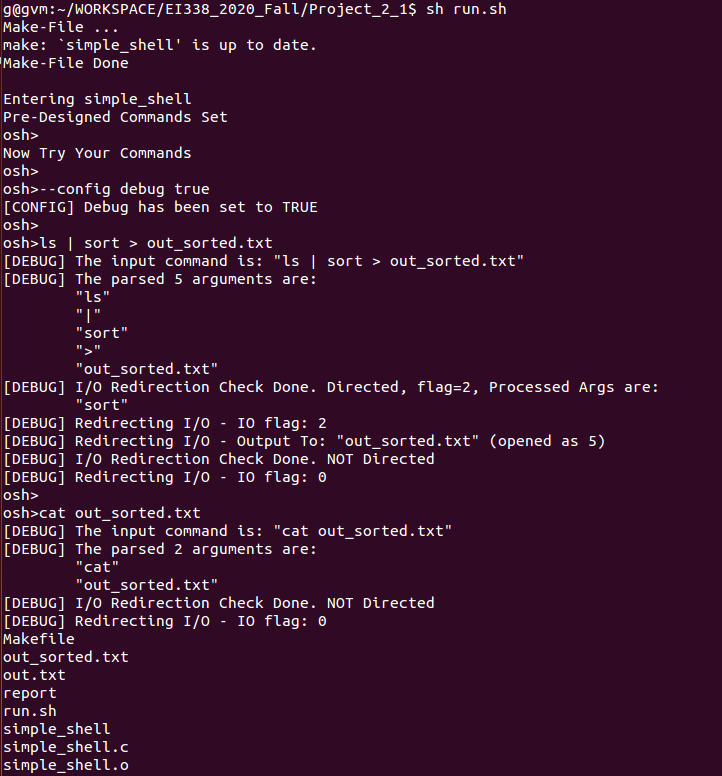 g@gvm:~/WORKSPACE/EI338_2020_Fall/Project_2_1$ sh run.sh
Make-File ...
make: `simple_shell' is up to date.
Make-File Done

Entering simple_shell
Pre-Designed Commands Set
osh>
Now Try Your Commands
osh>
osh>--config debug true
[CONFIG] Debug has been set to TRUE
osh>
osh>ls | sort > out_sorted.txt
[DEBUG] The input command is: "ls | sort > out_sorted.txt"
[DEBUG] The parsed 5 arguments are:
        "ls"
        "|"
        "sort"
        ">"
        "out_sorted.txt"
[DEBUG] I/O Redirection Check Done. Directed, flag=2, Processed Args are:
        "sort"
[DEBUG] Redirecting I/O - IO flag: 2
[DEBUG] Redirecting I/O - Output To: "out_sorted.txt" (opened as 5)
[DEBUG] I/O Redirection Check Done. NOT Directed
[DEBUG] Redirecting I/O - IO flag: 0
osh>
osh>cat out_sorted.txt
[DEBUG] The input command is: "cat out_sorted.txt"
[DEBUG] The parsed 2 arguments are:
        "cat"
        "out_sorted.txt"
[DEBUG] I/O Redirection Check Done. NOT Directed
[DEBUG] Redirecting I/O - IO flag: 0
Makefile
out_sorted.txt
out.txt
report
run.sh
simple_shell
simple_shell.c
simple_shell.o